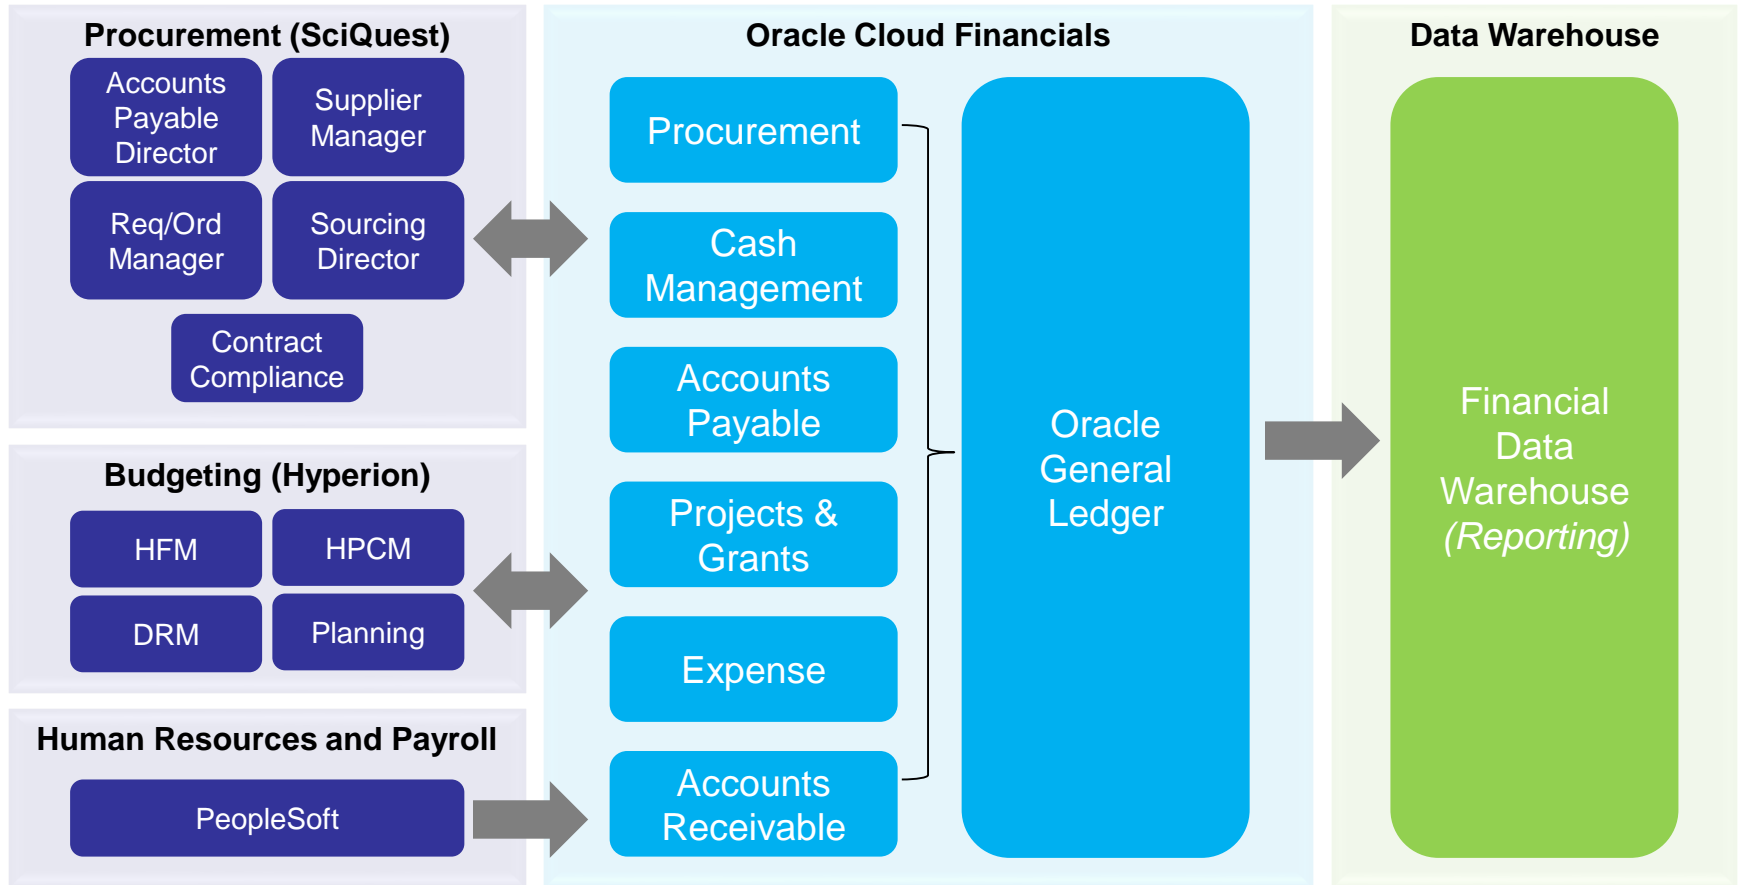 Procurement (SciQuest)
Accounts
Payable
Director
Supplier
Manager
Req/Ord
Manager
Sourcing
Director
Contract
Compliance
Budgeting (Hyperion)
HFM
HPCM
DRM
Planning
Human Resources and Payroll
PeopleSoft
Oracle Cloud Financials
Procurement
Cash
Management
Accounts
Payable
Projects &
Grants
Expense
Accounts
Receivable
Oracle
General
Ledger
Data Warehouse
Financial
Data
Warehouse
(Reporting)